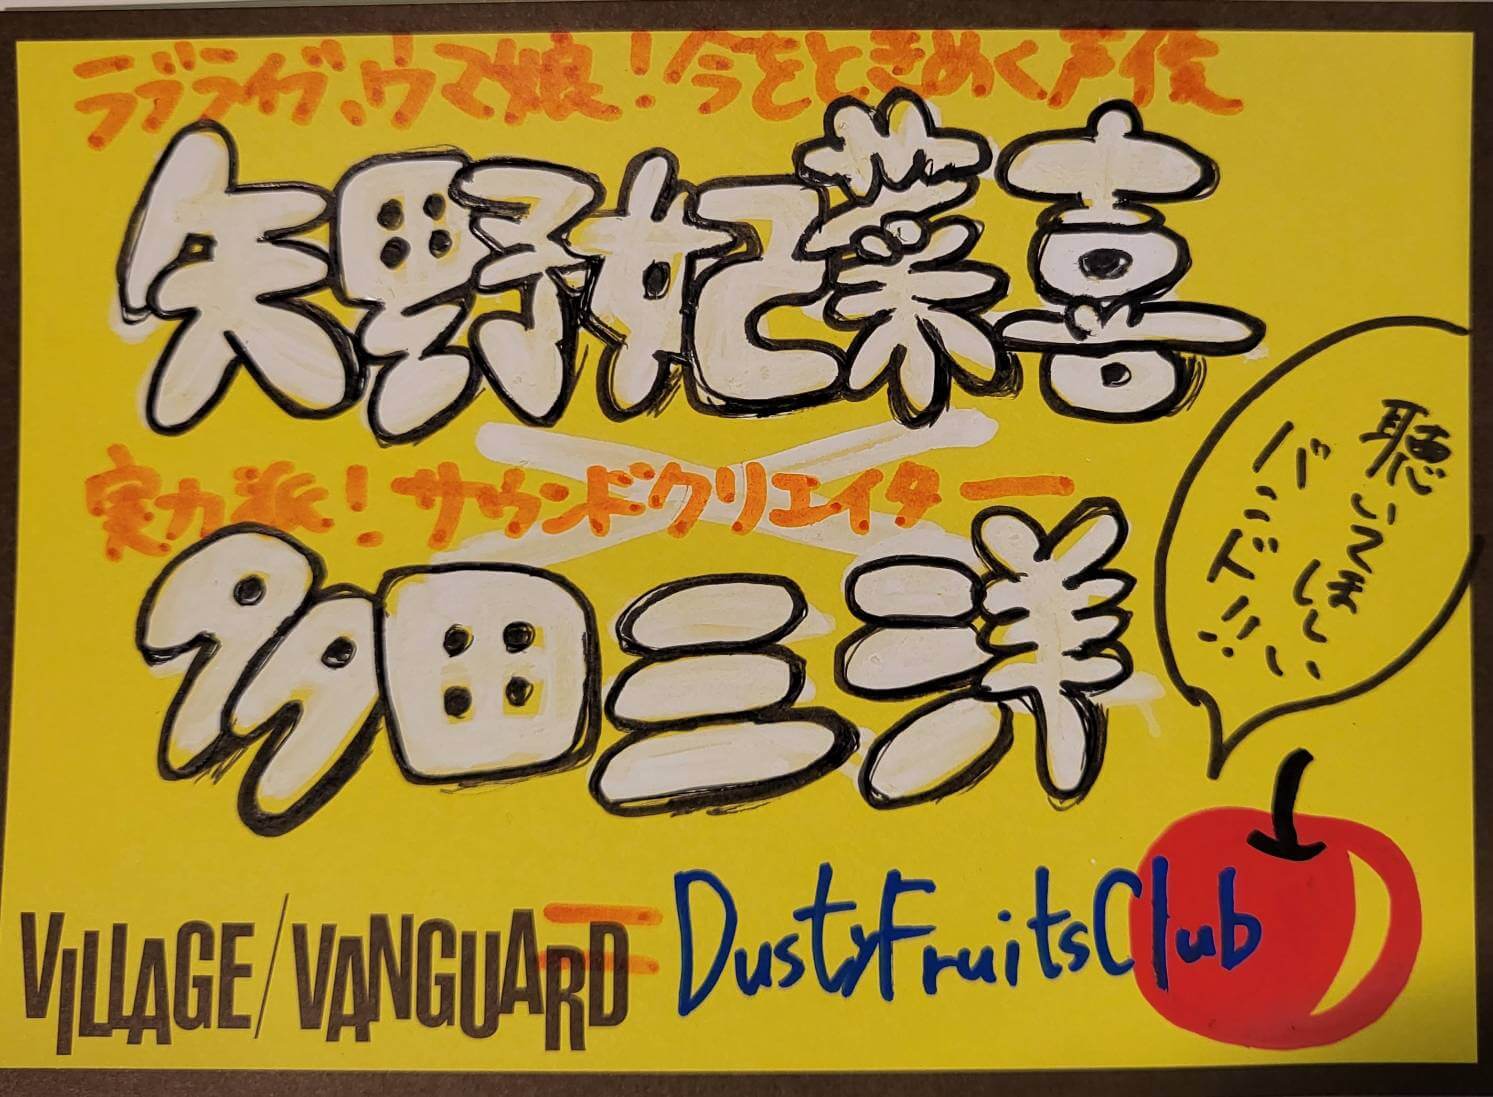 ラブライブ、ウマ娘！今をときめく声優
矢野妃菜喜
×
実力派！サウンドクリエイター
多田三洋
聴いてほしい
バンド!!
VILLAGE/VANGUARD
DustyFruitsClub